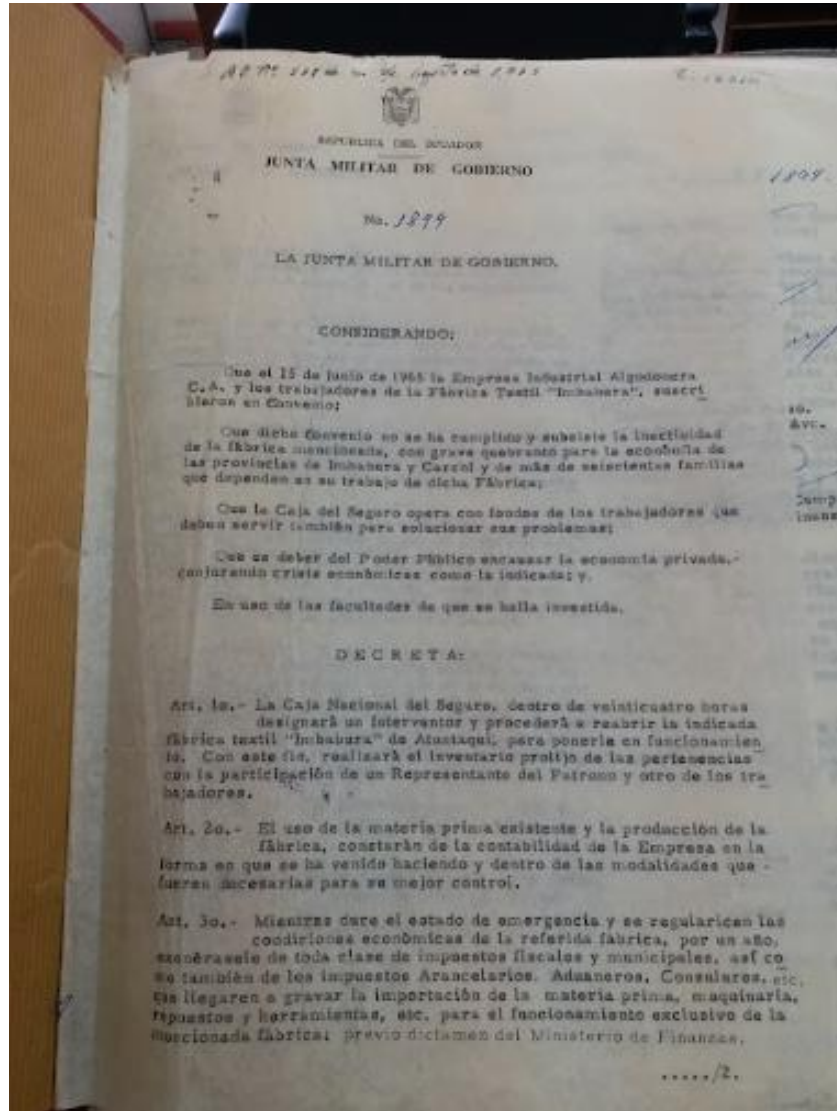 de 1965
REPUBLICA DEL ECUADOR
JUNTA MILITAR DE GOBIERNO
1899.
No. 1899
LA JUNTA MILITAR DE GOBIERNO,
CONSIDERANDO:
Que el 15 de junio de 1965 la Empresa Industrial Algodonera
C.A. y los trabajadores de la Fábrica Textil "Imbabura", suscri
bieron un Convenio;
Que dicho Convenio no se ha cumplido y subsiste la inactividad
de la fábrica mencionada, con grave quebranto para la economía de
las provincias de Imbabura y Carchi y de más de setecientas familias
que dependen en su trabajo de dicha Fábrica;
Que la Caja del Seguro opera con fondos de los trabajadores que
deben servir también para solucionar sus problemas;
Que es deber del Poder Público encauzar la economía privada,-
conjurando crisis económicas como la indicada; y,
En uso de las facultades de que se halla investida,
DECRETA:
Art. 1o.- La Caja Nacional del Seguro, dentro de veinticuatro horas
designará un Interventor y procederá a reabrir la indicada
fábrica textil "Imbabura" de Atuntaqui, para ponerla en funcionamien
to. Con este fin, realizará el inventario prolijo de las pertenencias
con la participación de un Representante del Patrono y otro de los tra
bajadores.
Art. 2o.- El uso de la materia prima existente y la producción de la
fábrica, constarán de la contabilidad de la Empresa en la
forma en que se ha venido haciendo y dentro de las modalidades que -
fueren necesarias para su mejor control.
Art. 3o.- Mientras dure el estado de emergencia y se regularicen las
condiciones económicas de la referida fábrica, por un año,
exonérasele de toda clase de impuestos fiscales y municipales, así co
mo también de los impuestos Arancelarios, Aduaneros, Consulares, etc.
que llegaren a gravar la importación de la materia prima, maquinaria,
repuestos y herramientas, etc. para el funcionamiento exclusivo de la
mencionada fábrica; previo dictamen del Ministerio de Finanzas.
...../2.